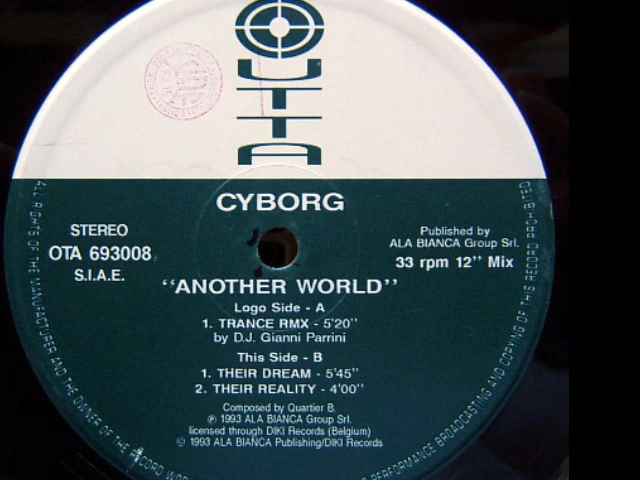 OUTTA
CYBORG
STEREO
OTA 693008
S.I.A.E.
Published by
ALA BIANCA Group Srl.
33 rpm 12'' Mix
"ANOTHER WORLD"
Logo Side - A
1. TRANCE RMX - 5'20''
by D.J. Gianni Parrini
This Side - B
1. THEIR DREAM - 5'45''
2. THEIR REALITY - 4'00''
Composed by Quartier B.
℗ 1993 ALA BIANCA Group Srl.
licensed through DIKI Records (Belgium)
© 1993 ALA BIANCA Publishing/DIKI Records
ALL RIGHTS OF THE MANUFACTURER AND THE OWNER OF THE RECORD
PERFORMANCE BROADCASTING AND COPYING OF THIS RECORD PROHIBITED